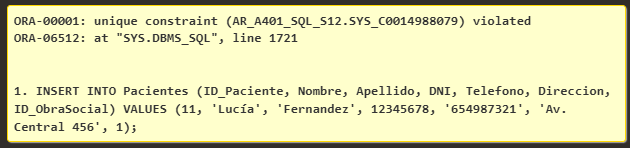 ORA-00001: unique constraint (AR_A401_SQL_S12.SYS_C0014988079) violated
ORA-06512: at "SYS.DBMS_SQL", line 1721
1. INSERT INTO Pacientes (ID_Paciente, Nombre, Apellido, DNI, Telefono, Direccion,
ID_ObraSocial) VALUES (11, 'Lucía', 'Fernandez', 12345678, '654987321', 'Av.
Central 456', 1);